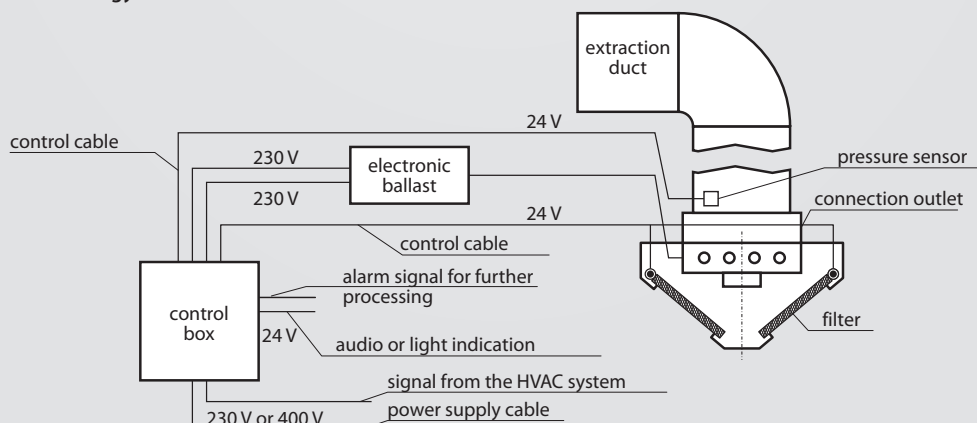 extraction
duct
24 V
control cable
pressure sensor
230 V
electronic
ballast
connection outlet
230 V
24 V
control cable
alarm signal for further
processing
control
box
24 V
filter
audio or light indication
signal from the HVAC system
230 V or 400 V
power supply cable